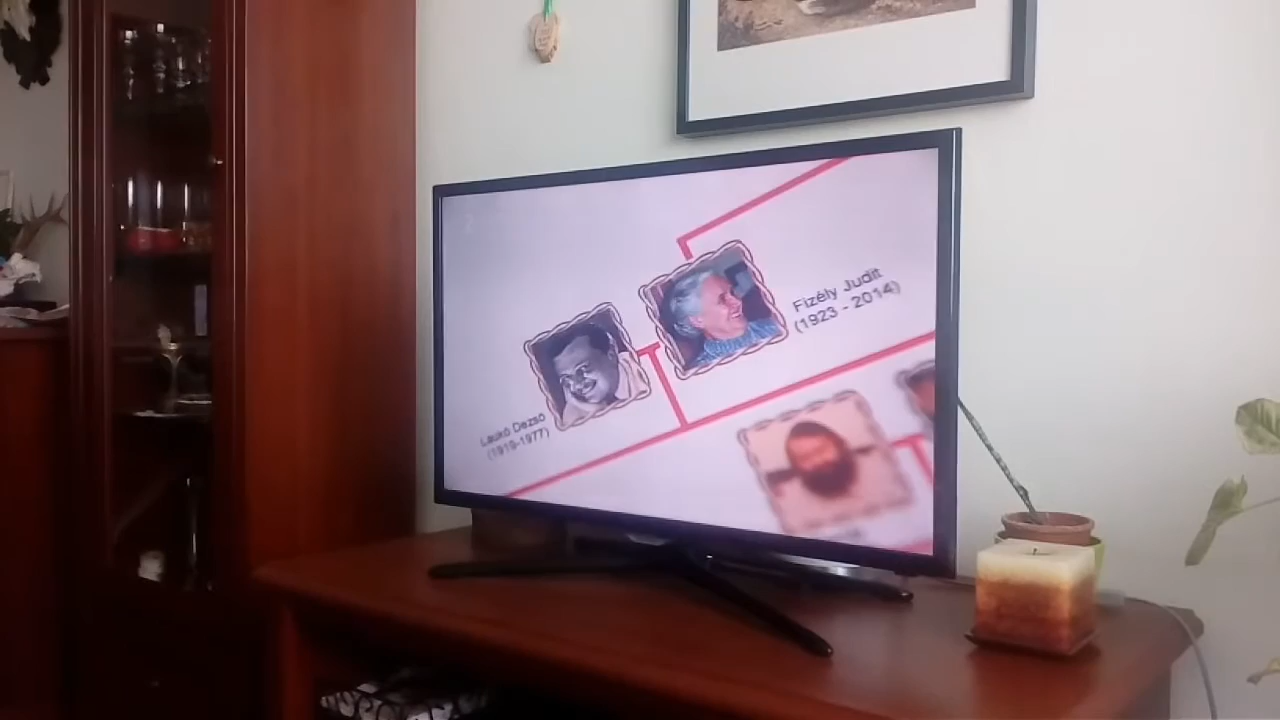 Fizély Judit
(1923 - 2014)
Laukó Dezső
(1919-1977)